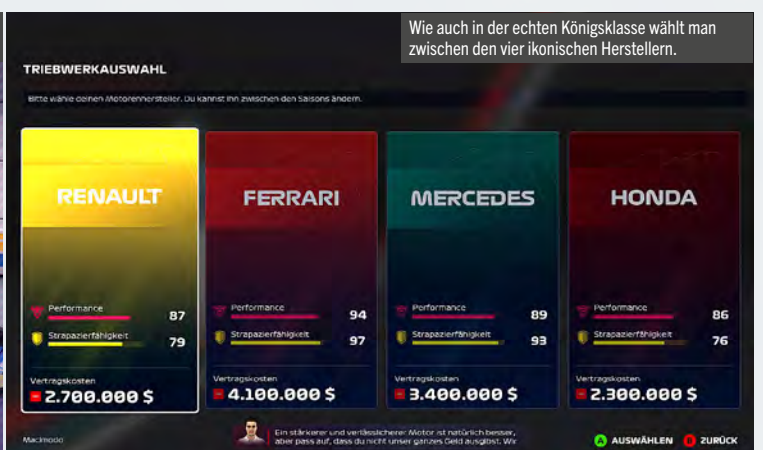 Wie auch in der echten Königsklasse wählt man
zwischen den vier ikonischen Herstellern.
TRIEBWERKAUSWAHL
Bitte wähle deinen Motorenhersteller. Du kannst ihn zwischen den Saisons ändern.
RENAULT
Performance 87
Strapazierfähigkeit 79
Vertragskosten
2.700.000 $
FERRARI
Performance 94
Strapazierfähigkeit 97
Vertragskosten
4.100.000 $
MERCEDES
Performance 89
Strapazierfähigkeit 93
Vertragskosten
3.400.000 $
HONDA
Performance 86
Strapazierfähigkeit 76
Vertragskosten
2.300.000 $
Macimodo
Ein stärkerer und verlässlicherer Motor ist natürlich besser,
aber pass auf, dass du nicht unser ganzes Geld ausgibst. Wir
A AUSWÄHLEN B ZURÜCK